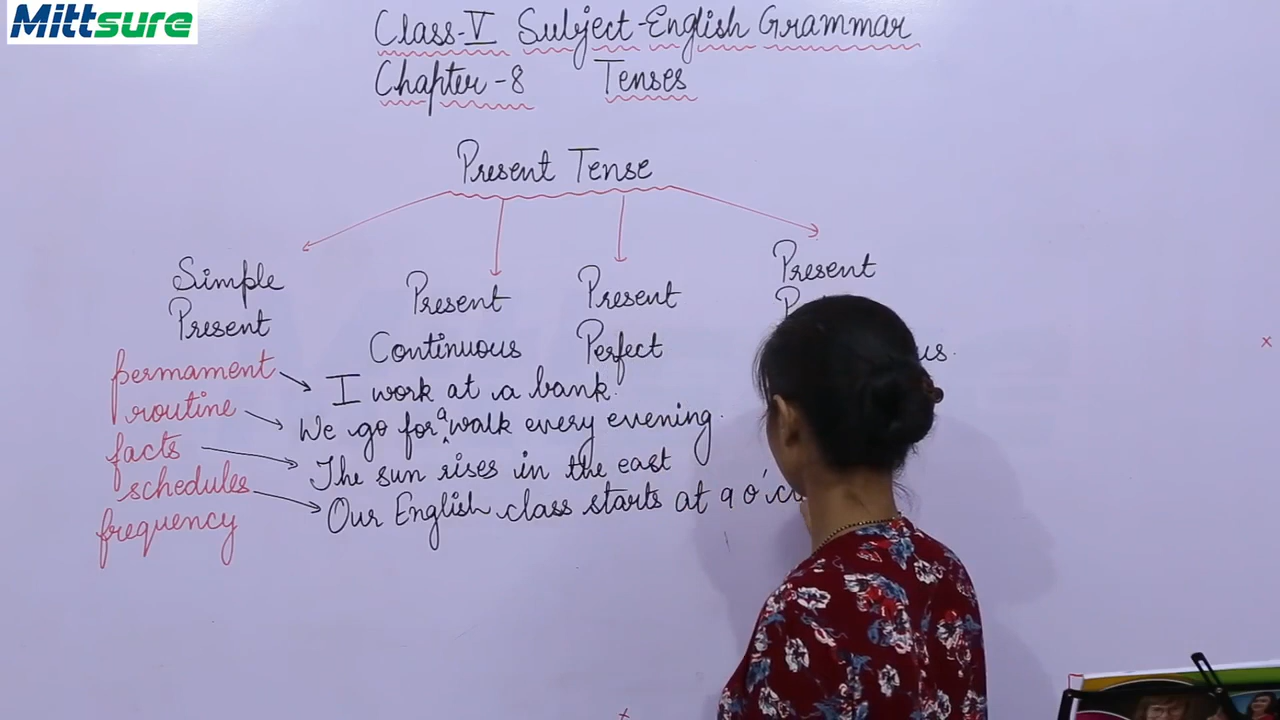 Mittsure
Class-V Subject-English Grammar
Chapter-8 Tenses
Present Tense
Simple Present
Present Continuous
Present Perfect
Present
permament
routine
facts
schedules
frequency
I work at a bank.
We go for a walk every evening.
The sun rises in the east
Our English class starts at 9